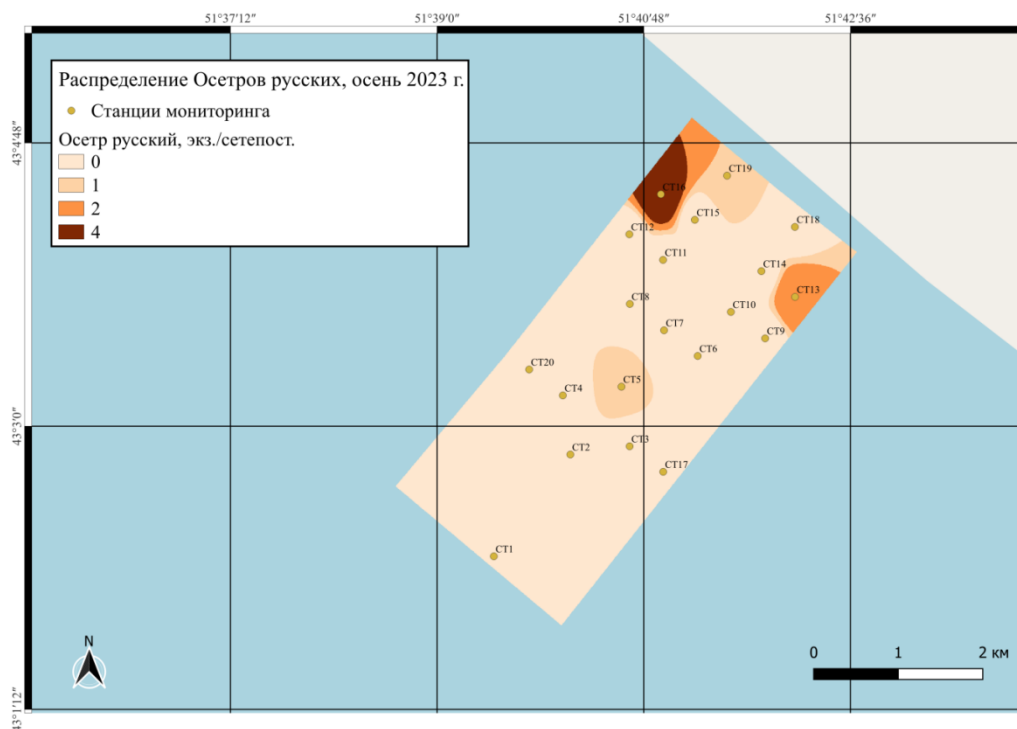 51°37′12″
51°39′0″
51°40′48″
51°42′36″
Распределение Осетров русских, осень 2023 г.
Станции мониторинга
Осетр русский, экз./сетепост.
0
1
2
4
43°4′48″
43°3′0″
43°1′12″
СТ19
СТ16
СТ15
СТ18
СТ12
СТ11
СТ14
СТ13
СТ8
СТ10
СТ7
СТ9
СТ6
СТ20
СТ5
СТ4
СТ3
СТ2
СТ17
СТ1
N
0 1 2 км